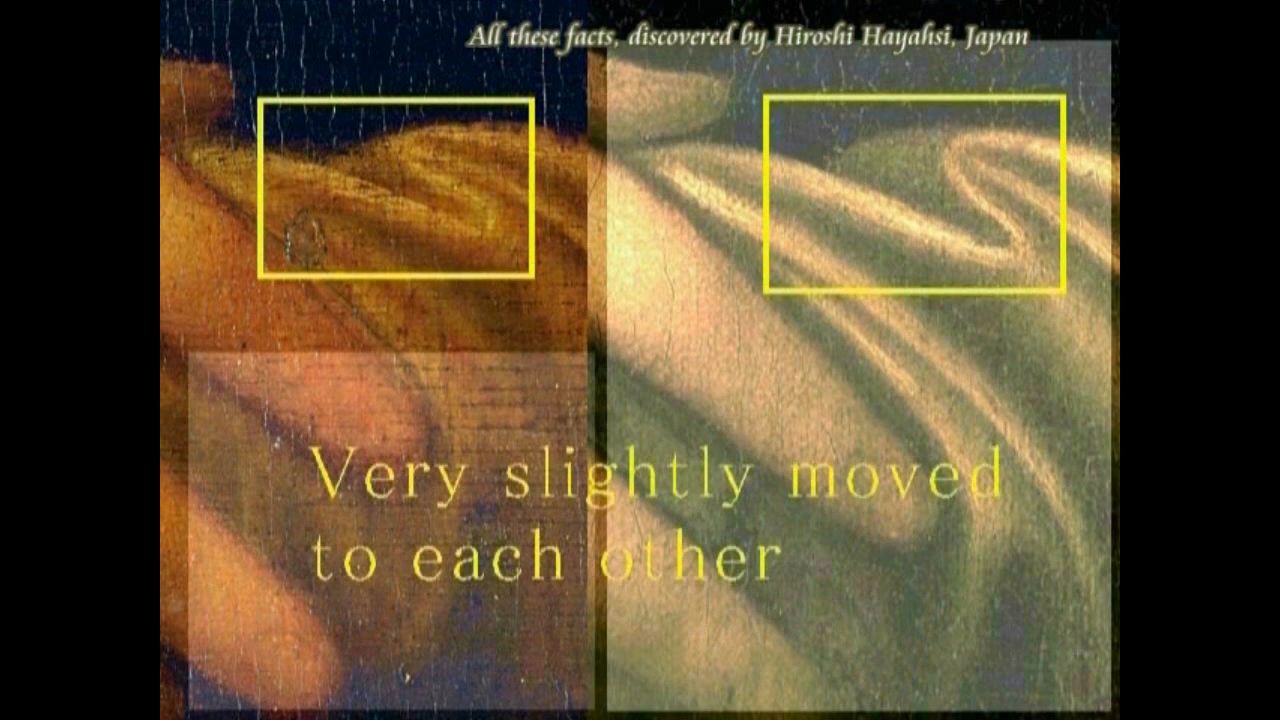 All these facts, discovered by Hiroshi Hayahsi, Japan
Very slightly moved
to each other